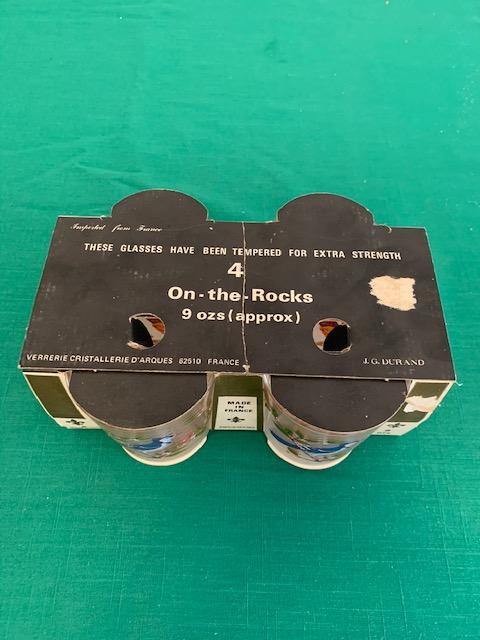 Imported from France
THESE GLASSES HAVE BEEN TEMPERED FOR EXTRA STRENGTH
4
On-the-Rocks
9 ozs (approx)
VERRERIE CRISTALLERIE D'ARQUES 62510 FRANCE
J. G. DURAND
MADE
IN
FRANCE